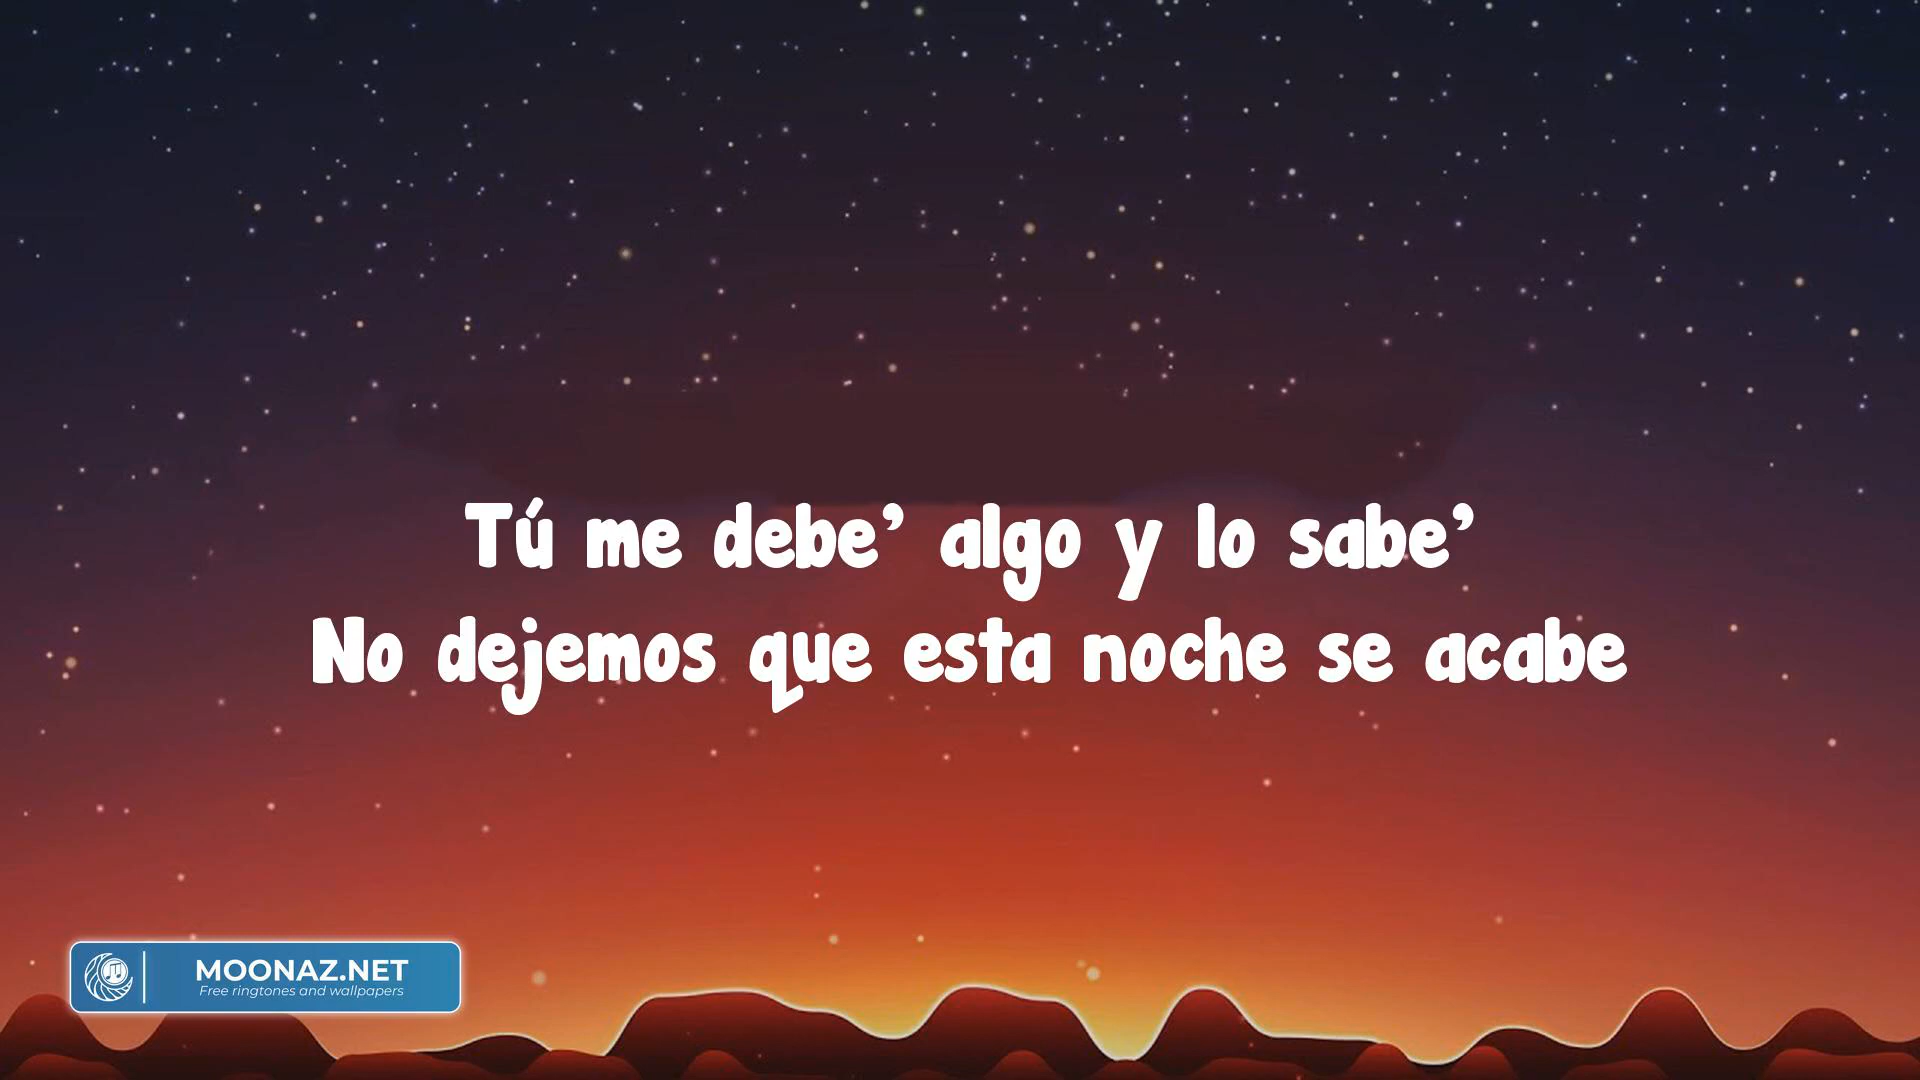 Tú me debe’ algo y lo sabe’
No dejemos que esta noche se acabe
MOONAZ.NET
Free ringtones and wallpapers